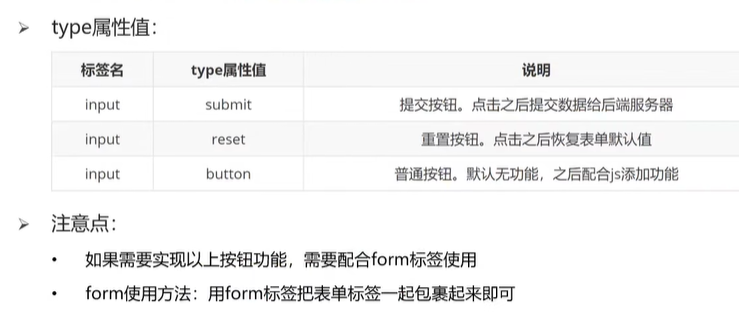 ➢ type属性值：
标签名 type属性值 说明
input submit 提交按钮。点击之后提交数据给后端服务器
input reset 重置按钮。点击之后恢复表单默认值
input button 普通按钮。默认无功能，之后配合js添加功能
➢ 注意点：
• 如果需要实现以上按钮功能，需要配合form标签使用
• form使用方法：用form标签把表单标签一起包裹起来即可